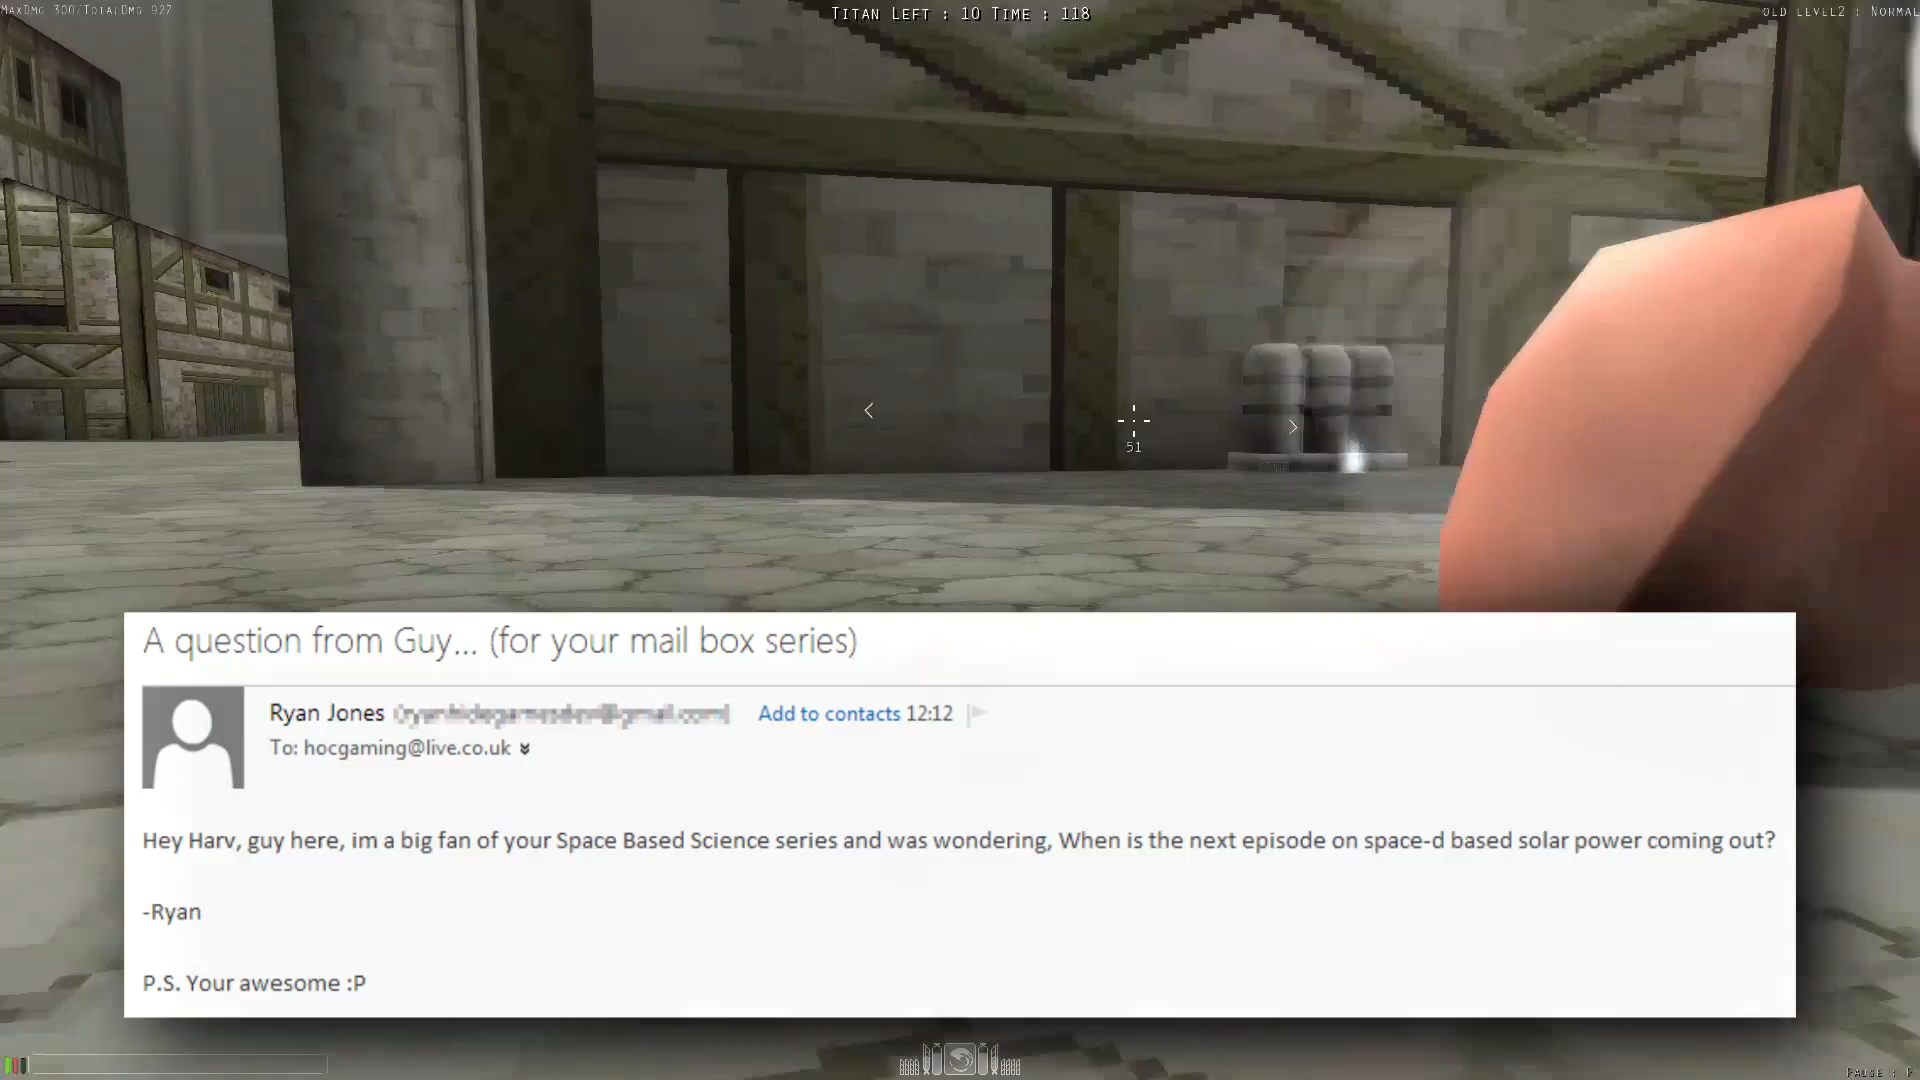 MaxDmg 300/TotalDmg 927
Titan Left : 10 Time : 118
old level2 : Normal
51
A question from Guy... (for your mail box series)
Ryan Jones
Add to contacts 12:12
To: hocgaming@live.co.uk
Hey Harv, guy here, im a big fan of your Space Based Science series and was wondering, When is the next episode on space-d based solar power coming out?
-Ryan
P.S. Your awesome :P
Pause : P